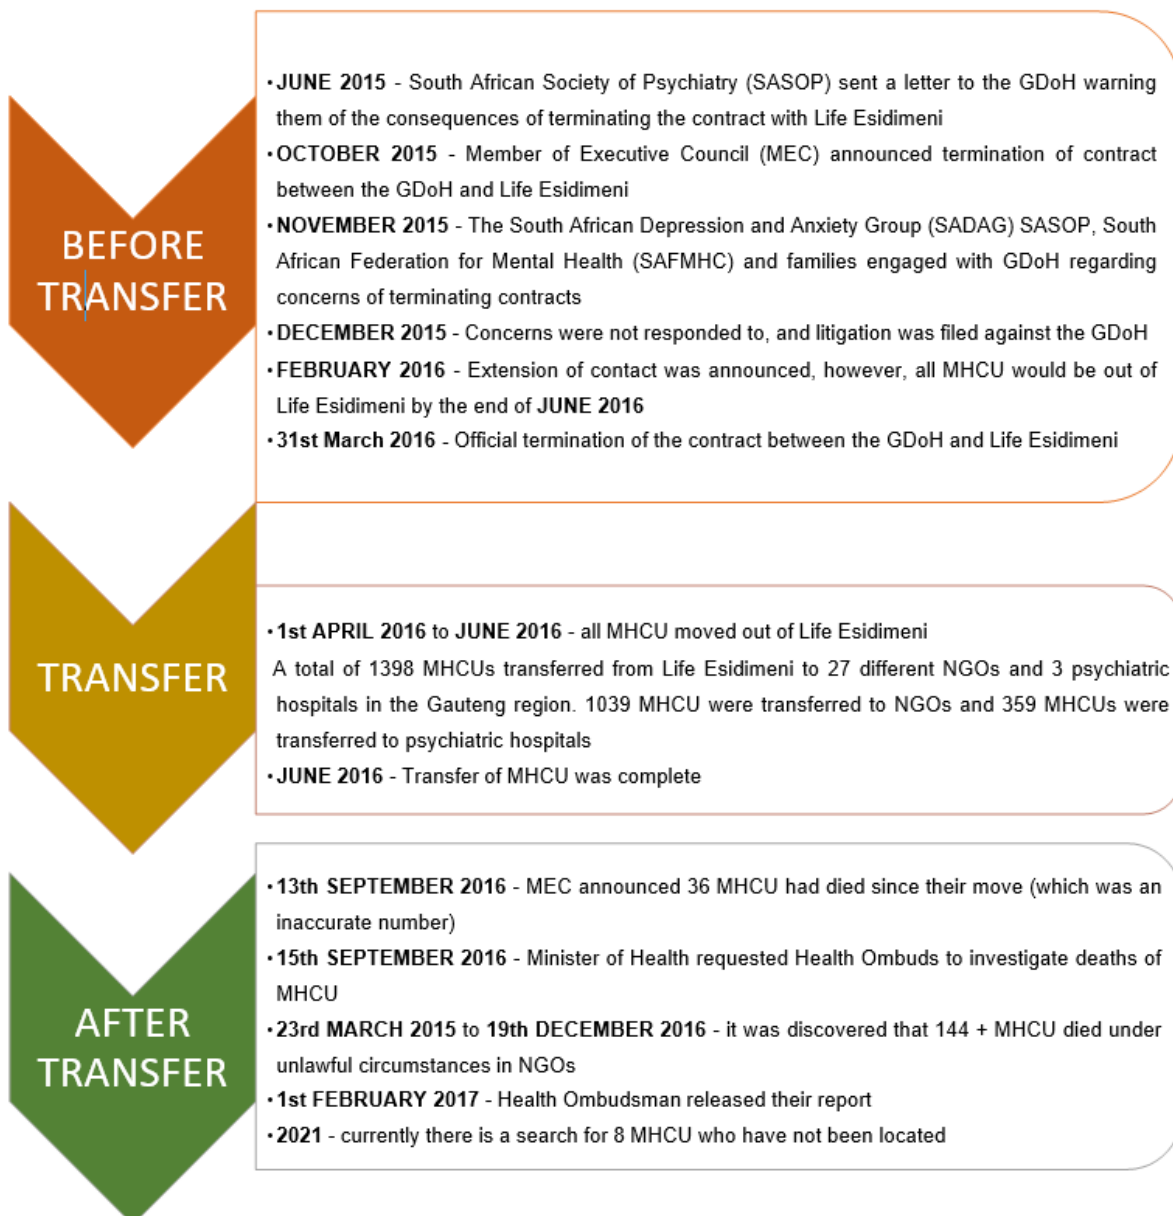 BEFORE
TRANSFER
•JUNE 2015 - South African Society of Psychiatry (SASOP) sent a letter to the GDoH warning
them of the consequences of terminating the contract with Life Esidimeni
•OCTOBER 2015 - Member of Executive Council (MEC) announced termination of contract
between the GDoH and Life Esidimeni
•NOVEMBER 2015 - The South African Depression and Anxiety Group (SADAG) SASOP, South
African Federation for Mental Health (SAFMHC) and families engaged with GDoH regarding
concerns of terminating contracts
•DECEMBER 2015 - Concerns were not responded to, and litigation was filed against the GDoH
•FEBRUARY 2016 - Extension of contact was announced, however, all MHCU would be out of
Life Esidimeni by the end of JUNE 2016
•31st March 2016 - Official termination of the contract between the GDoH and Life Esidimeni
TRANSFER
•1st APRIL 2016 to JUNE 2016 - all MHCU moved out of Life Esidimeni
A total of 1398 MHCUs transferred from Life Esidimeni to 27 different NGOs and 3 psychiatric
hospitals in the Gauteng region. 1039 MHCU were transferred to NGOs and 359 MHCUs were
transferred to psychiatric hospitals
•JUNE 2016 - Transfer of MHCU was complete
AFTER
TRANSFER
•13th SEPTEMBER 2016 - MEC announced 36 MHCU had died since their move (which was an
inaccurate number)
•15th SEPTEMBER 2016 - Minister of Health requested Health Ombuds to investigate deaths of
MHCU
•23rd MARCH 2015 to 19th DECEMBER 2016 - it was discovered that 144 + MHCU died under
unlawful circumstances in NGOs
•1st FEBRUARY 2017 - Health Ombudsman released their report
•2021 - currently there is a search for 8 MHCU who have not been located